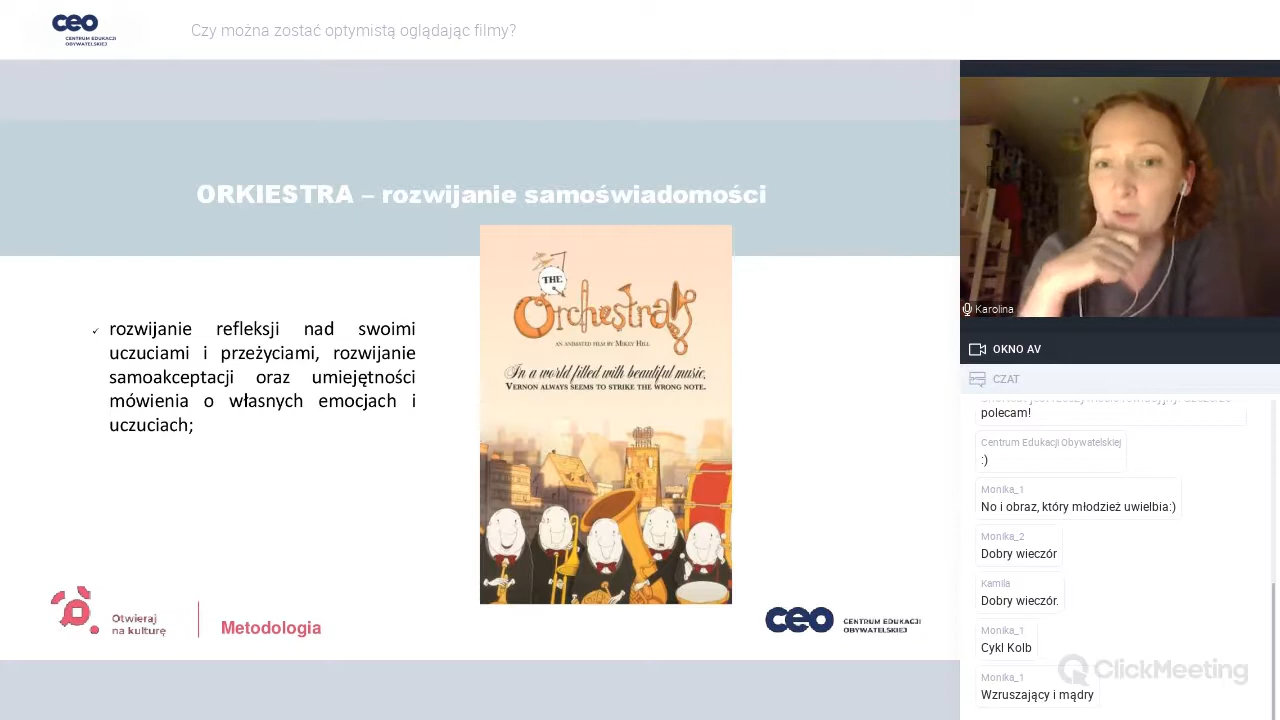 ceo
CENTRUM EDUKACJI
OBYWATELSKIEJ
Czy można zostać optymistą oglądając filmy?
ORKIESTRA – rozwijanie samoświadomości
✓ rozwijanie refleksji nad swoimi
uczuciami i przeżyciami, rozwijanie
samoakceptacji oraz umiejętności
mówienia o własnych emocjach i
uczuciach;
THE
Orchestra
AN ANIMATED FILM BY MIKEY HILL
In a world filled with beautiful music,
VERNON ALWAYS SEEMS TO STRIKE THE WRONG NOTE.
Otwieraj
na kulturę
Metodologia
ceo
CENTRUM EDUKACJI
OBYWATELSKIEJ
Karolina
OKNO AV
CZAT
polecam!
Centrum Edukacji Obywatelskiej
:)
Monika_1
No i obraz, który młodzież uwielbia:)
Monika_2
Dobry wieczór
Kamila
Dobry wieczór.
Monika_1
Cykl Kolb
Monika_1
Wzruszający i mądry
ClickMeeting